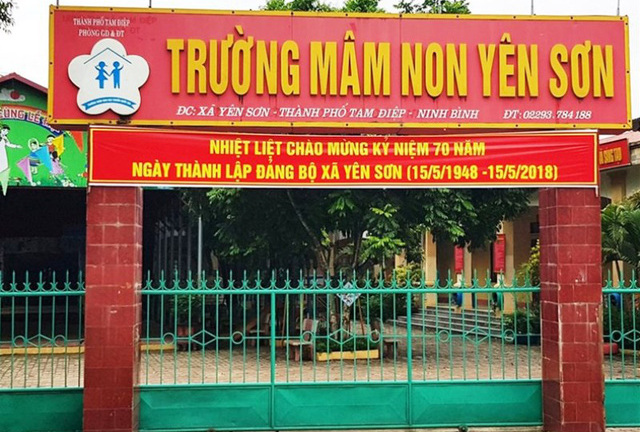 THÀNH PHỐ TAM ĐIỆP
PHÒNG GD & ĐT
TRƯỜNG MẦM NON YÊN SƠN
ĐC: XÃ YÊN SƠN - THÀNH PHỐ TAM ĐIỆP - NINH BÌNH ĐT: 02293.784188
NHIỆT LIỆT CHÀO MỪNG KỶ NIỆM 70 NĂM
NGÀY THÀNH LẬP ĐẢNG BỘ XÃ YÊN SƠN (15/5/1948 -15/5/2018)